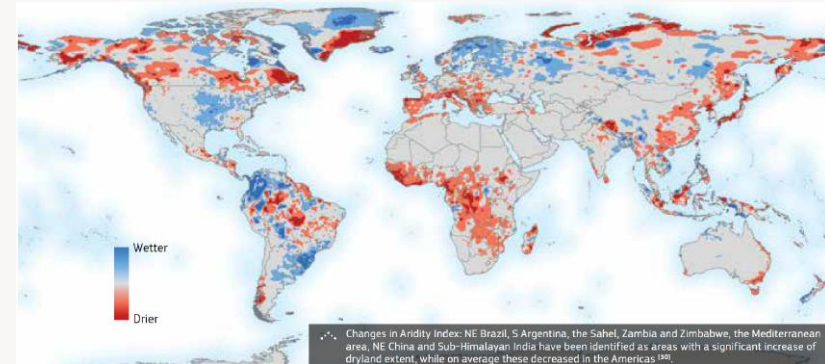 Wetter
Drier
Changes in Aridity Index: NE Brazil, S Argentina, the Sahel, Zambia and Zimbabwe, the Mediterranean
area, NE China and Sub-Himalayan India have been identified as areas with a significant increase of
dryland extent, while on average these decreased in the Americas [30].